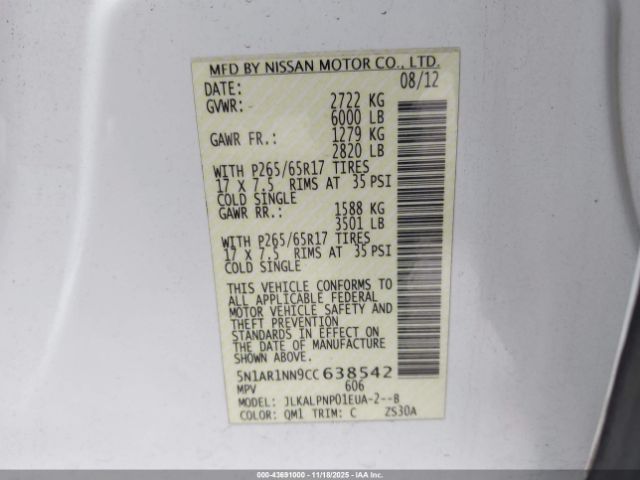 MFD BY NISSAN MOTOR CO., LTD.
DATE: 08/12
GVWR: 2722 KG
6000 LB
GAWR FR.: 1279 KG
2820 LB
WITH P265/65R17 TIRES
17 X 7.5 RIMS AT 35 PSI
COLD SINGLE
GAWR RR.: 1588 KG
3501 LB
WITH P265/65R17 TIRES
17 X 7.5 RIMS AT 35 PSI
COLD SINGLE
THIS VEHICLE CONFORMS TO
ALL APPLICABLE FEDERAL
MOTOR VEHICLE SAFETY AND
THEFT PREVENTION
STANDARDS IN EFFECT ON
THE DATE OF MANUFACTURE
SHOWN ABOVE.
5N1AR1NN9CC 638542
MPV 606
MODEL: JLKALPNP01EUA-2--B
COLOR: QM1 TRIM: C ZS30A
000-43691000 - 11/18/2025 - IAAI.COM